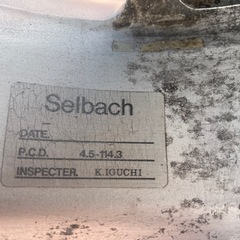 Selbach
DATE.
P.C.D. 4.5-114.3
INSPECTER. K.IGUCHI